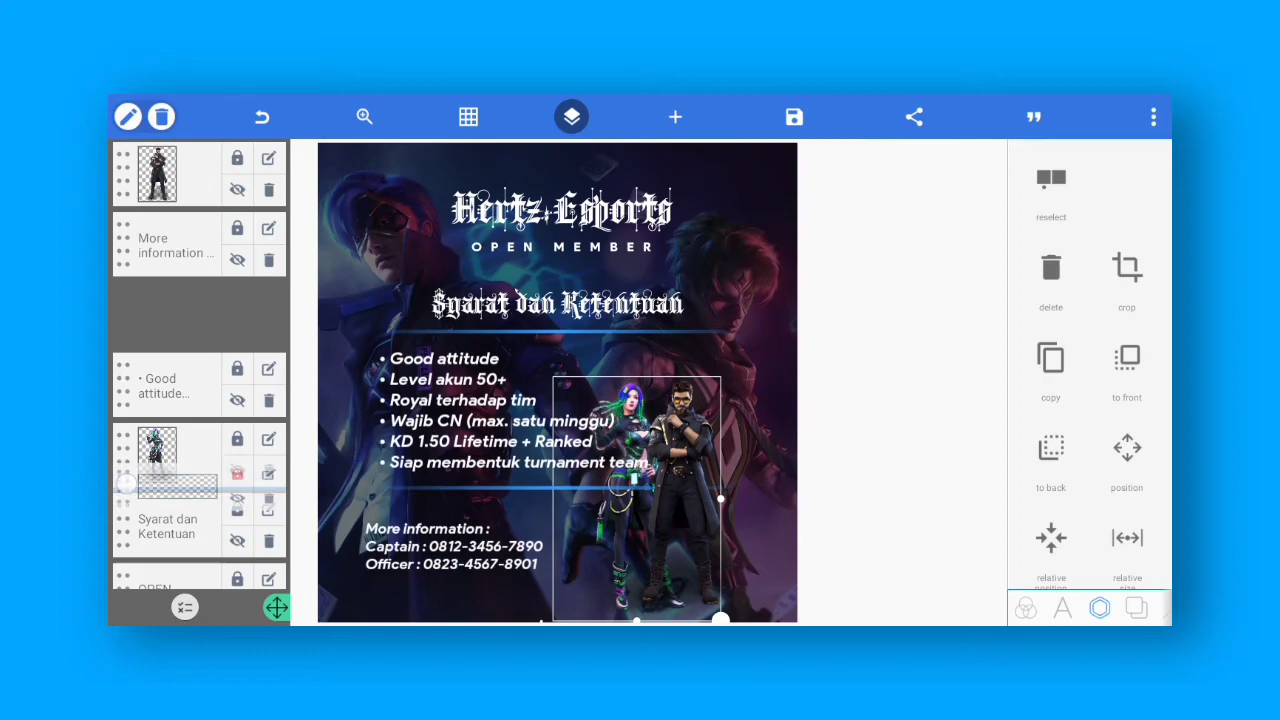 More
information ...
• Good
attitude...
Syarat dan
Ketentuan
OPEN
Hertz.Esports
OPEN MEMBER
Syarat dan Ketentuan
• Good attitude
• Level akun 50+
• Royal terhadap tim
• Wajib CN (max. satu minggu)
• KD 1.50 Lifetime + Ranked
• Siap membentuk turnament team
More information :
Captain : 0812-3456-7890
Officer : 0823-4567-8901
reselect
delete
crop
copy
to front
to back
position
relative
position
relative
size